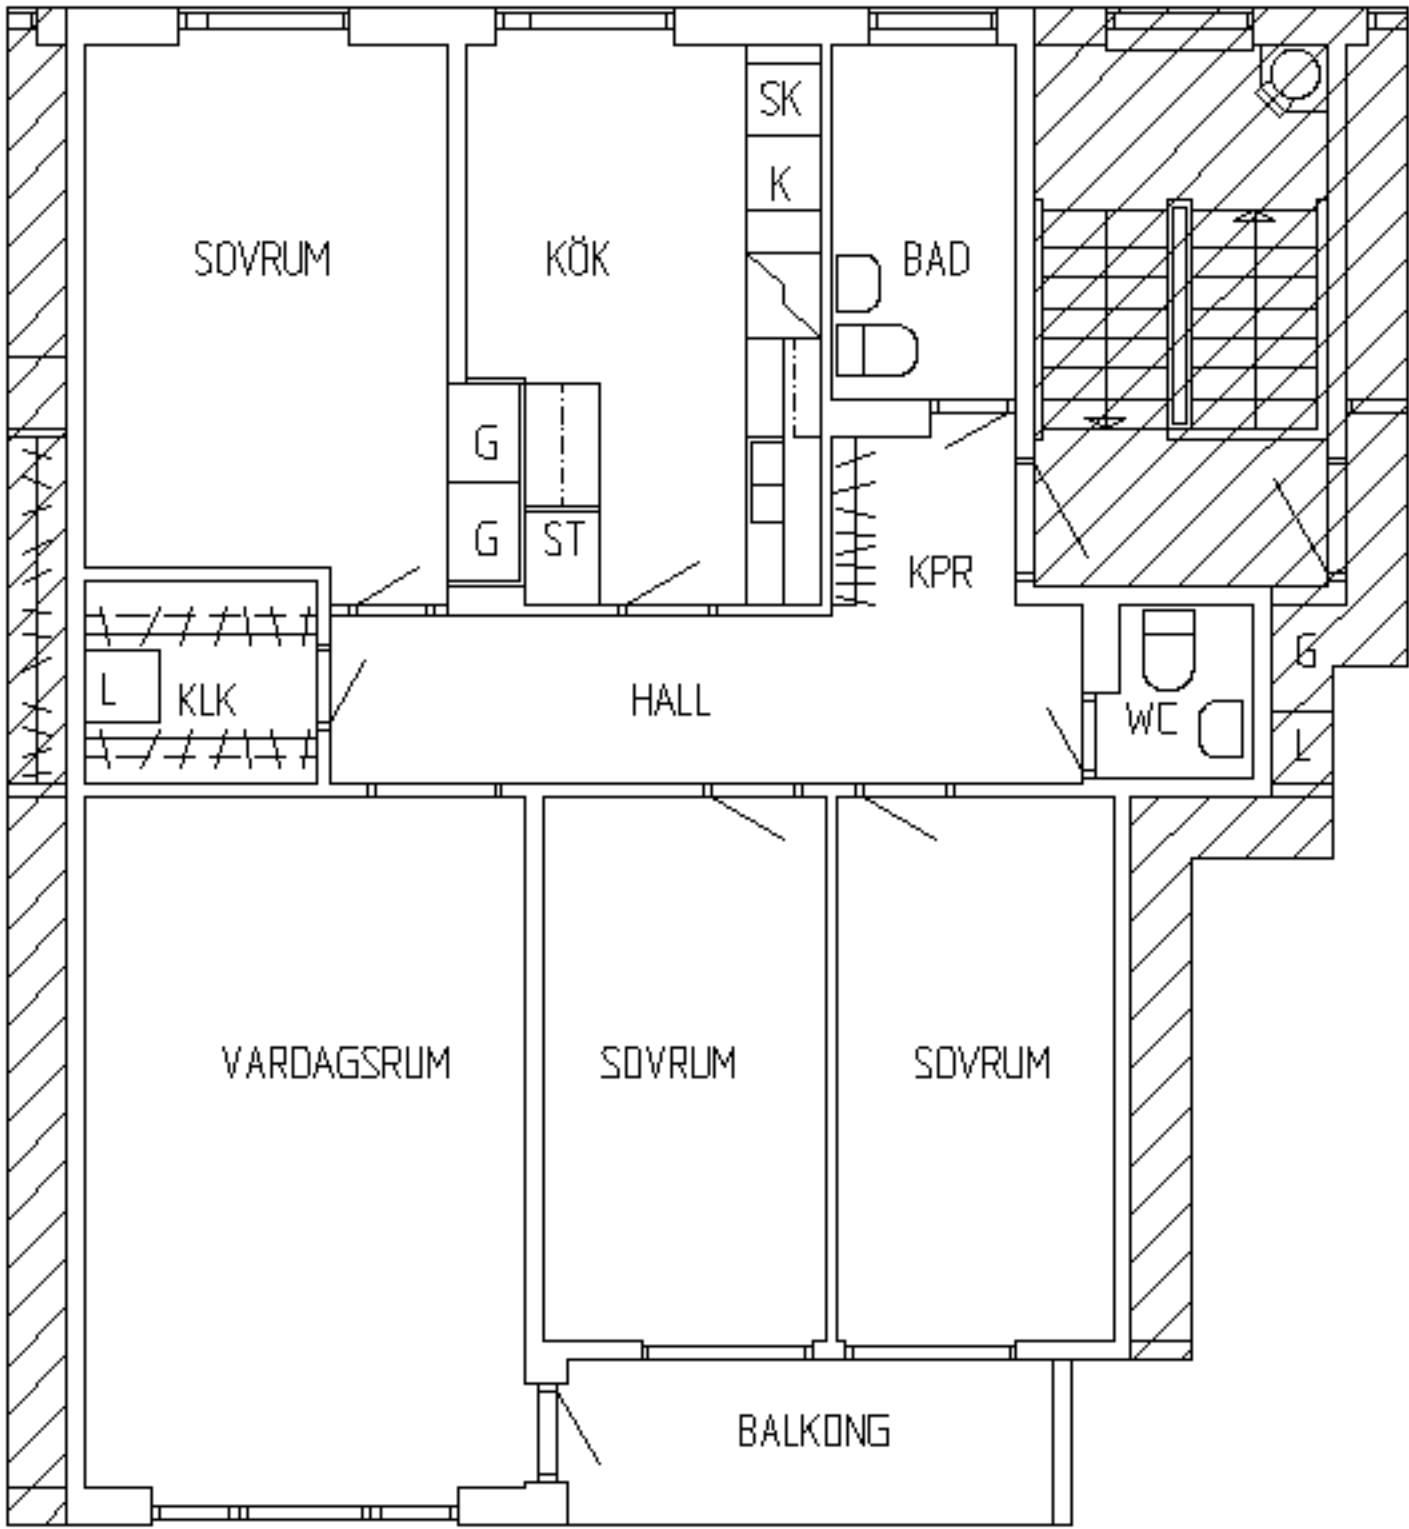 SK
K
SOVRUM
KÖK
BAD
G
G
ST
KPR
L
KLK
HALL
WC
G
L
VARDAGSRUM
SOVRUM
SOVRUM
BALKONG